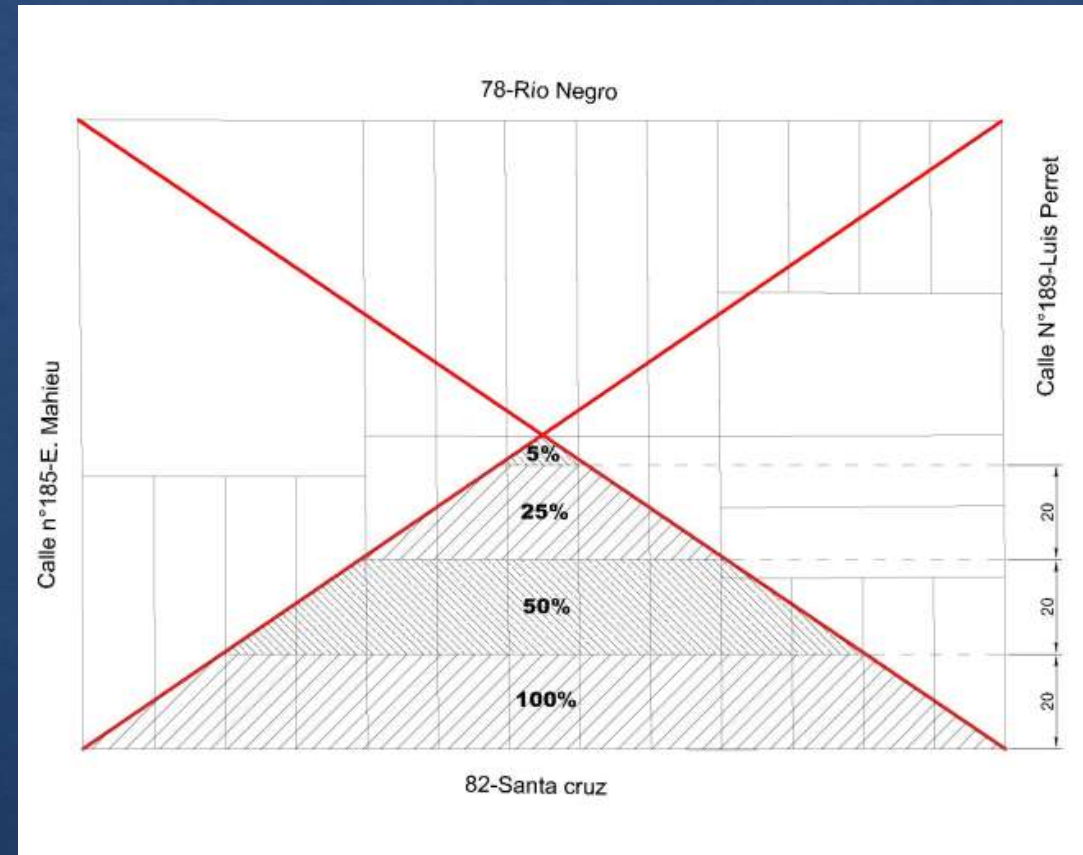 78-Rio Negro
Calle N°189-Luis Perret
Calle n°185-E. Mahieu
5%
25%
20
50%
20
100%
20
82-Santa cruz